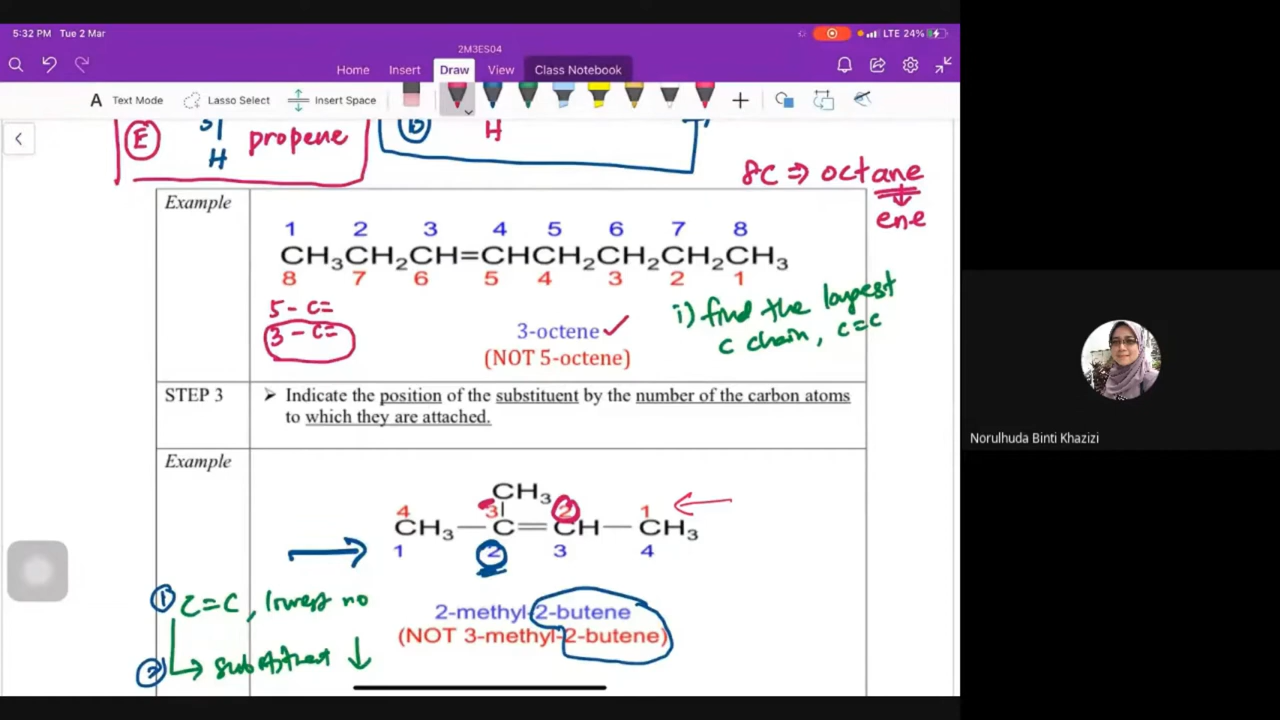 5:32 PM Tue 2 Mar
LTE 24%
2M3ES04
Home Insert Draw View Class Notebook
A Text Mode Lasso Select Insert Space
E
H
propene
H
8C ⇒ octane
ene
Example
1 2 3 4 5 6 7 8
CH3CH2CH=CHCH2CH2CH2CH3
8 7 6 5 4 3 2 1
5 - C=
3 - C=
3-octene ✓
(NOT 5-octene)
i) find the longest
C chain, C=C
STEP 3
➢ Indicate the position of the substituent by the number of the carbon atoms
to which they are attached.
Example
CH3
4 3 2 1
CH3 — C = CH — CH3
1 2 3 4
① C=C, lowest no
② → substituent ↓
2-methyl-2-butene
(NOT 3-methyl-2-butene)
Norulhuda Binti Khazizi